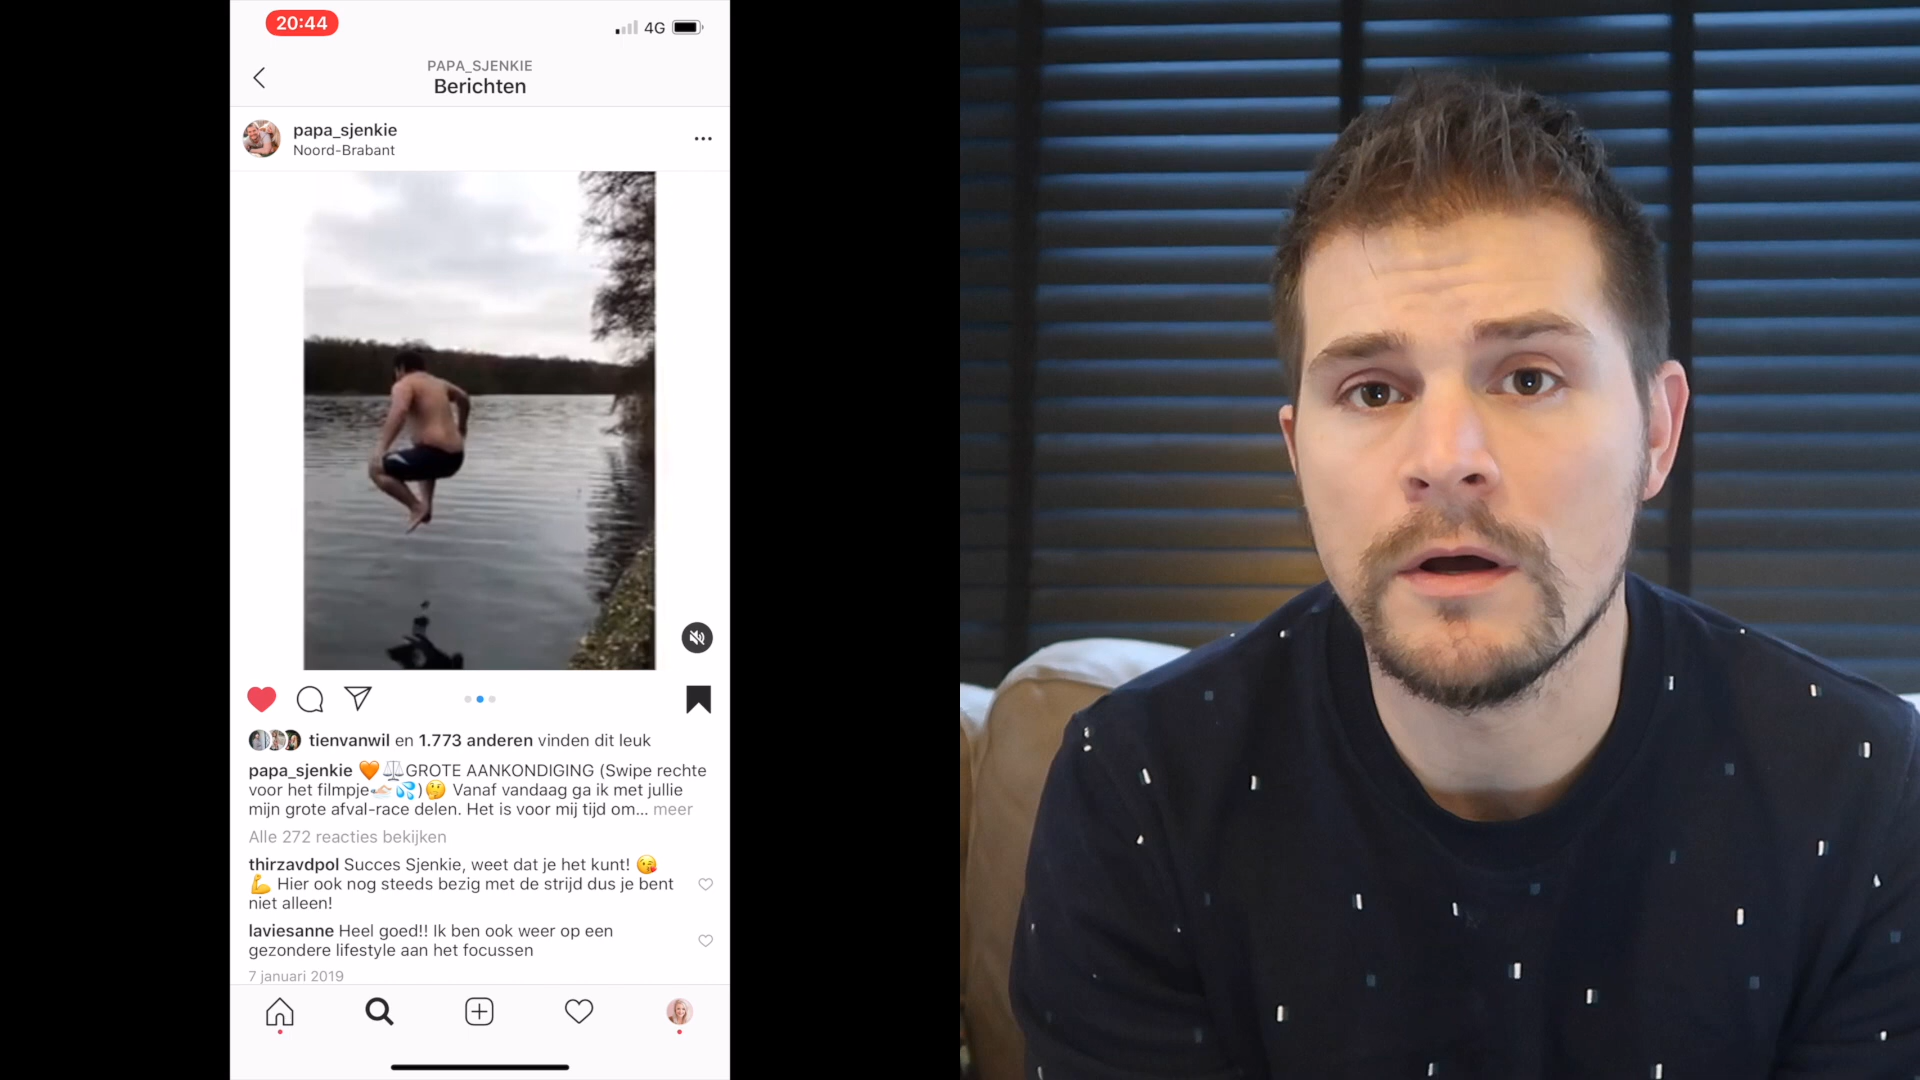 20:44
4G
PAPA_SJENKIE
Berichten
papa_sjenkie
Noord-Brabant
tienvanwil en 1.773 anderen vinden dit leuk
papa_sjenkie 🧡⚖️GROTE AANKONDIGING (Swipe rechte
voor het filmpje🏊🏻💦)🤔 Vanaf vandaag ga ik met jullie
mijn grote afval-race delen. Het is voor mij tijd om... meer
Alle 272 reacties bekijken
thirzavdpol Succes Sjenkie, weet dat je het kunt! 😘
💪 Hier ook nog steeds bezig met de strijd dus je bent
niet alleen!
laviesanne Heel goed!! Ik ben ook weer op een
gezondere lifestyle aan het focussen
7 januari 2019